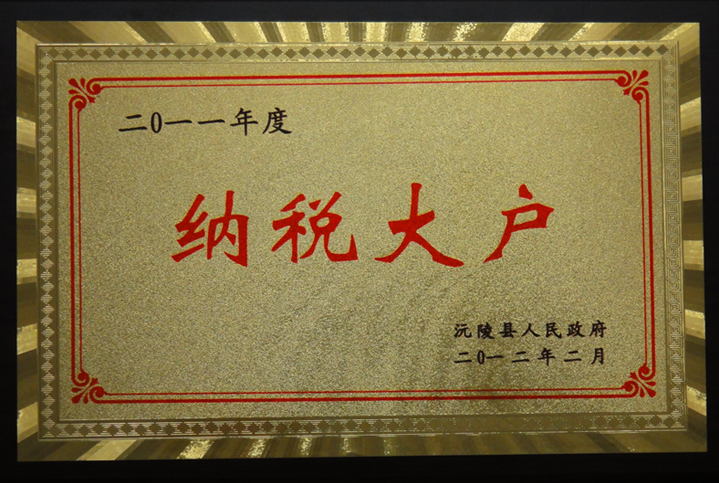 二0一一年度
纳税大户
沅陵县人民政府
二0一二年二月